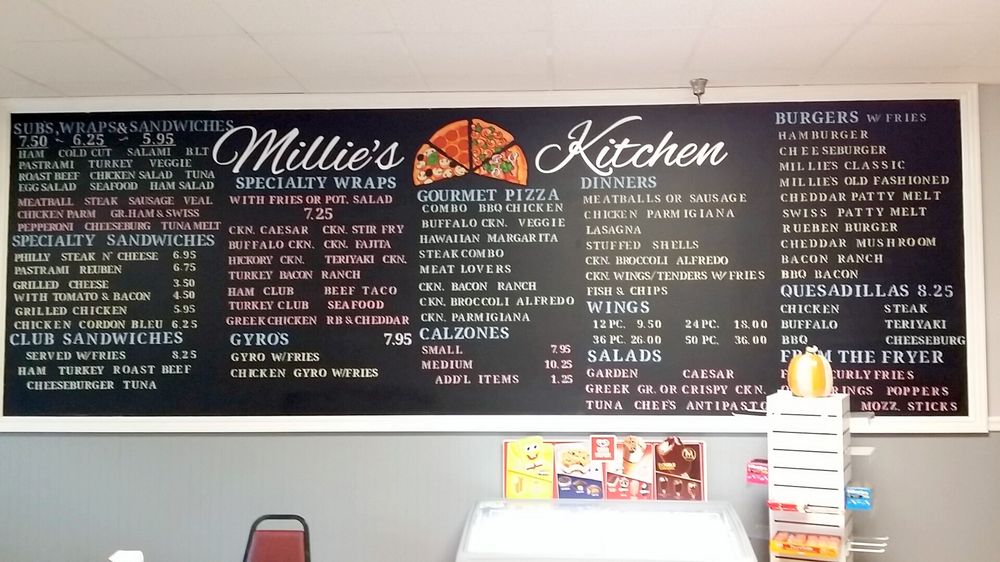 Millie's Kitchen
SUBS, WRAPS & SANDWICHES
7.50 ~ 6.25 ~ 5.95
HAM COLD CUT SALAMI B.L.T
PASTRAMI TURKEY VEGGIE
ROAST BEEF CHICKEN SALAD TUNA
EGG SALAD SEAFOOD HAM SALAD
MEATBALL STEAK SAUSAGE VEAL
CHICKEN PARM GR. HAM & SWISS
PEPPERONI CHEESEBURG TUNA MELT
SPECIALTY SANDWICHES
PHILLY STEAK N' CHEESE 6.95
PASTRAMI REUBEN 6.75
GRILLED CHEESE 3.50
WITH TOMATO & BACON 4.50
GRILLED CHICKEN 5.95
CHICKEN CORDON BLEU 6.25
CLUB SANDWICHES
SERVED W/FRIES 8.25
HAM TURKEY ROAST BEEF
CHEESEBURGER TUNA
SPECIALTY WRAPS
WITH FRIES OR POT. SALAD
7.25
CKN. CAESAR CKN. STIR FRY
BUFFALO CKN. CKN. FAJITA
HICKORY CKN. TERIYAKI CKN.
TURKEY BACON RANCH
HAM CLUB BEEF TACO
TURKEY CLUB SEAFOOD
GREEK CHICKEN RB & CHEDDAR
GYRO'S 7.95
GYRO W/FRIES
CHICKEN GYRO W/FRIES
GOURMET PIZZA
COMBO BBQ CHICKEN
BUFFALO CKN. VEGGIE
HAWAIIAN MARGARITA
STEAK COMBO
MEAT LOVERS
CKN. BACON RANCH
CKN. BROCCOLI ALFREDO
CKN. PARMIGIANA
CALZONES
SMALL 7.95
MEDIUM 10.25
ADD'L ITEMS 1.25
DINNERS
MEATBALLS OR SAUSAGE
CHICKEN PARMIGIANA
LASAGNA
STUFFED SHELLS
CKN. BROCCOLI ALFREDO
CKN. WINGS/TENDERS W/FRIES
FISH & CHIPS
WINGS
12 PC. 9.50 24 PC. 18.00
36 PC. 26.00 50 PC. 36.00
SALADS
GARDEN CAESAR
GREEK GR. OR CRISPY CKN.
TUNA CHEF'S ANTIPASTO
BURGERS W/ FRIES
HAMBURGER
CHEESEBURGER
MILLIE'S CLASSIC
MILLIE'S OLD FASHIONED
CHEDDAR PATTY MELT
SWISS PATTY MELT
RUEBEN BURGER
CHEDDAR MUSHROOM
BACON RANCH
BBQ BACON
QUESADILLAS 8.25
CHICKEN STEAK
BUFFALO TERIYAKI
BBQ CHEESEBURG
FROM THE FRYER
CURLY FRIES
RINGS POPPERS
MOZZ. STICKS